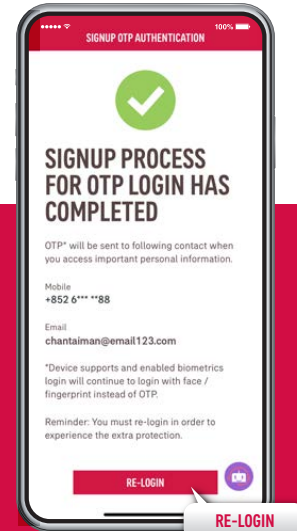 100%
SIGNUP OTP AUTHENTICATION
SIGNUP PROCESS
FOR OTP LOGIN HAS
COMPLETED
OTP* will be sent to following contact when
you access important personal information.
Mobile
+852 6*** **88
Email
chantaiman@email123.com
*Device supports and enabled biometrics
login will continue to login with face /
fingerprint instead of OTP.
Reminder: You must re-login in order to
experience the extra protection.
RE-LOGIN
RE-LOGIN